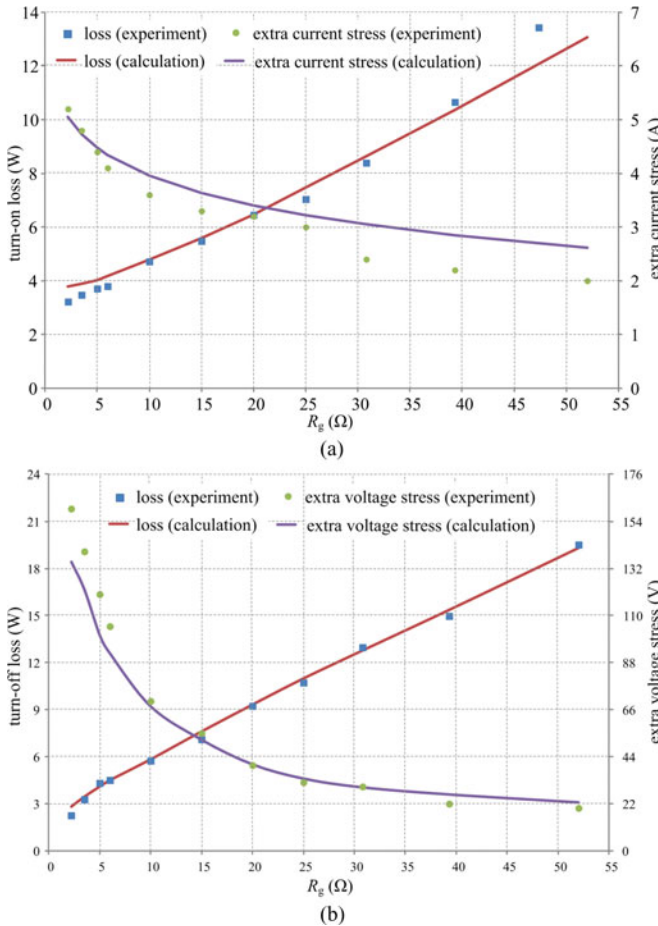 loss (experiment)
extra current stress (experiment)
loss (calculation)
extra current stress (calculation)
turn-on loss (W)
14
12
10
8
6
4
2
0
extra current stress (A)
7
6
5
4
3
2
1
0
0 5 10 15 20 25 30 35 40 45 50 55
Rg (Ω)
(a)
loss (experiment)
extra voltage stress (experiment)
loss (calculation)
extra voltage stress (calculation)
turn-off loss (W)
24
21
18
15
12
9
6
3
0
extra voltage stress (V)
176
154
132
110
88
66
44
22
0
0 5 10 15 20 25 30 35 40 45 50 55
Rg (Ω)
(b)